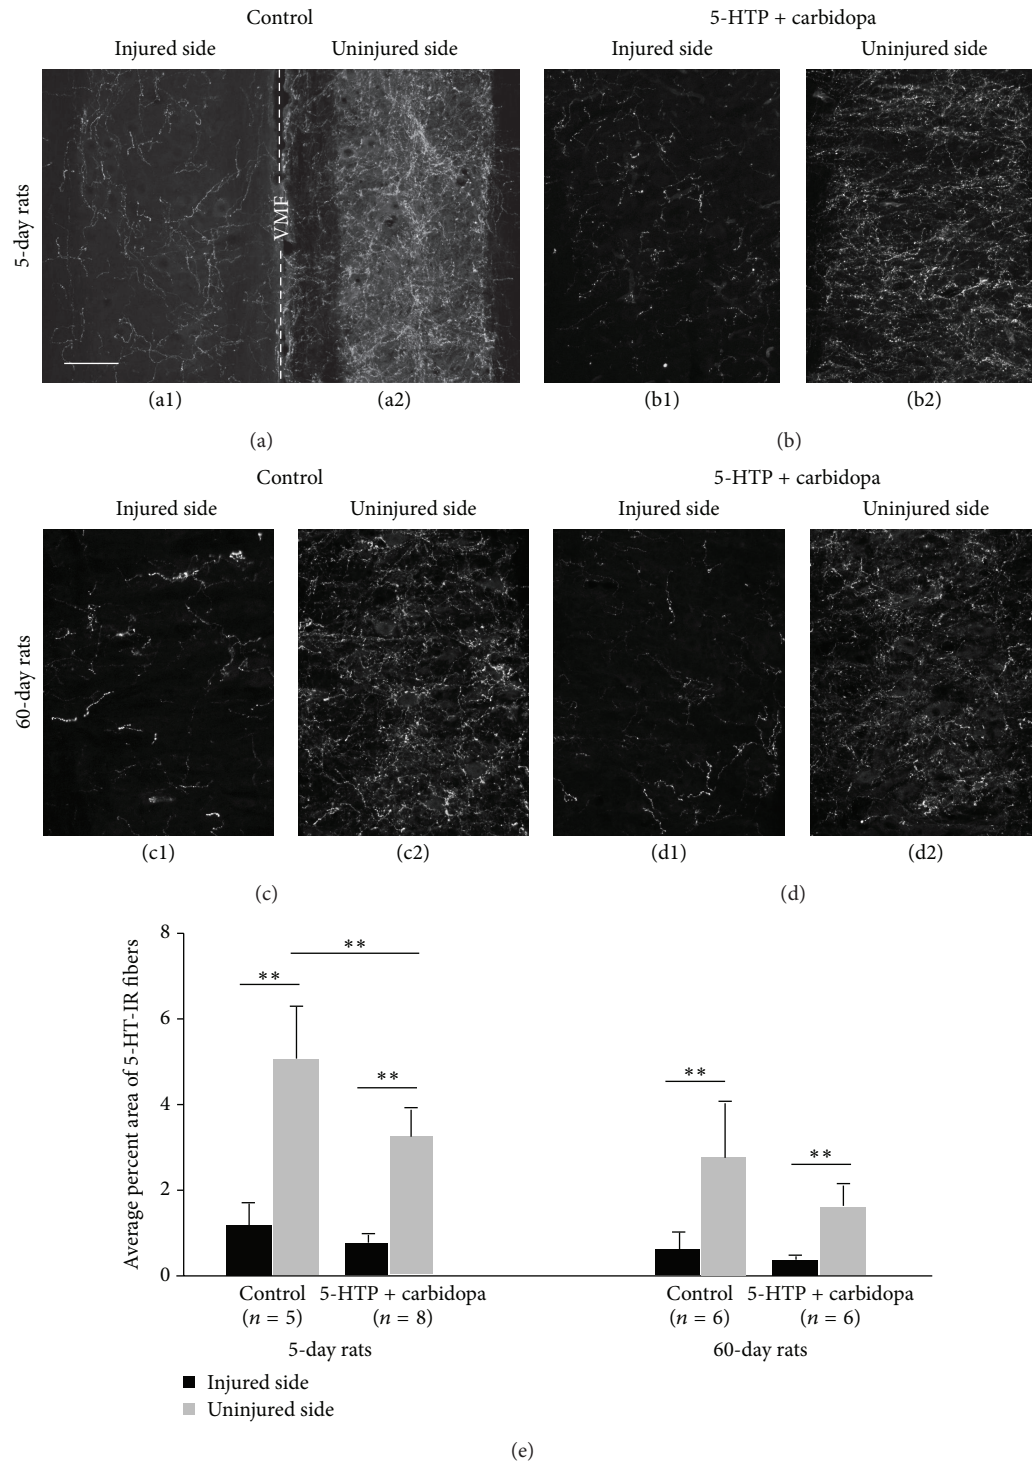 Control
5-HTP + carbidopa
Injured side
Uninjured side
Injured side
Uninjured side
5-day rats
VMF
(a1)
(a2)
(b1)
(b2)
(a)
(b)
Control
5-HTP + carbidopa
Injured side
Uninjured side
Injured side
Uninjured side
60-day rats
(c1)
(c2)
(d1)
(d2)
(c)
(d)
Average percent area of 5-HT-IR fibers
8
6
4
2
0
**
**
**
**
**
Control
(n = 5)
5-HTP + carbidopa
(n = 8)
Control
(n = 6)
5-HTP + carbidopa
(n = 6)
5-day rats
60-day rats
Injured side
Uninjured side
(e)